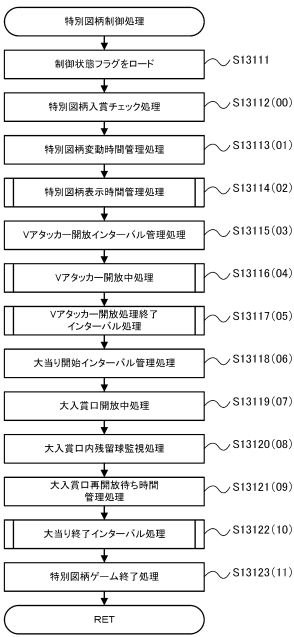 特別図柄制御処理
制御状態フラグをロード
S13111
特別図柄入賞チェック処理
S13112(00)
特別図柄変動時間管理処理
S13113(01)
特別図柄表示時間管理処理
S13114(02)
Vアタッカー開放インターバル管理処理
S13115(03)
Vアタッカー開放中処理
S13116(04)
Vアタッカー開放処理終了
インターバル処理
S13117(05)
大当り開始インターバル管理処理
S13118(06)
大入賞口開放中処理
S13119(07)
大入賞口内残留球監視処理
S13120(08)
大入賞口再開放待ち時間
管理処理
S13121(09)
大当り終了インターバル処理
S13122(10)
特別図柄ゲーム終了処理
S13123(11)
RET